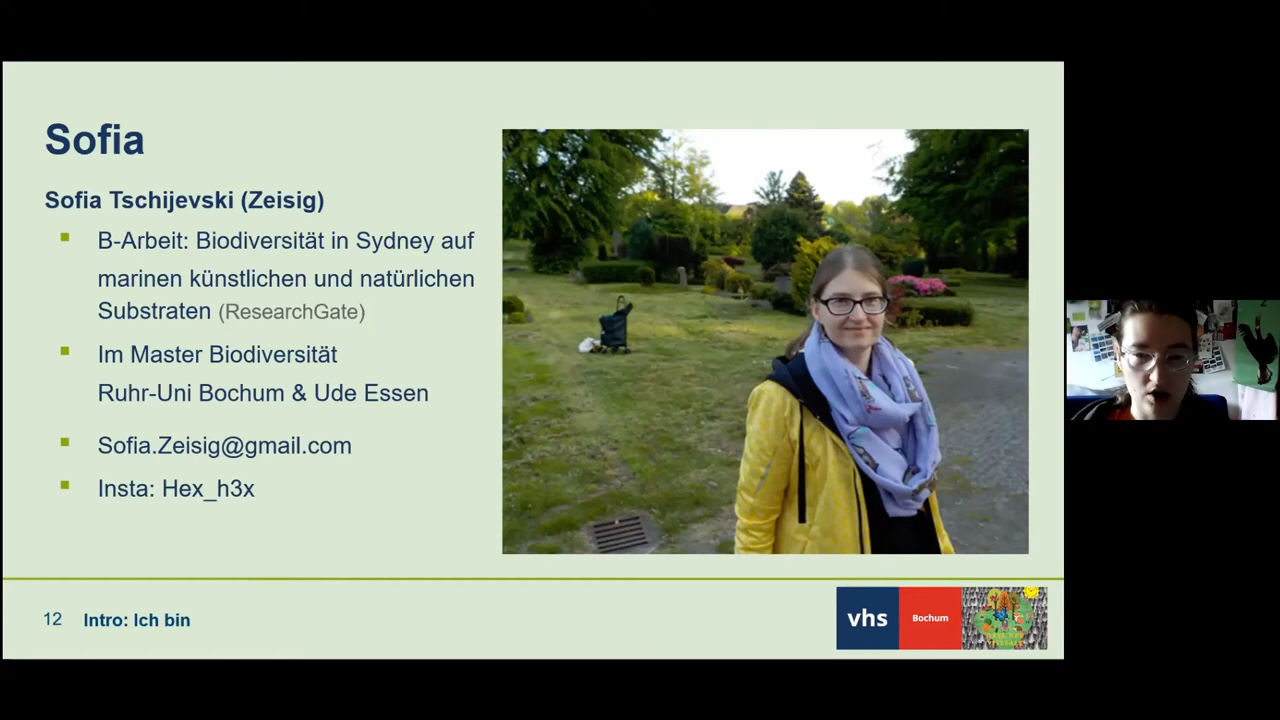 Sofia
Sofia Tschijevski (Zeisig)
B-Arbeit: Biodiversität in Sydney auf
marinen künstlichen und natürlichen
Substraten (ResearchGate)
Im Master Biodiversität
Ruhr-Uni Bochum & Ude Essen
Sofia.Zeisig@gmail.com
Insta: Hex_h3x
12 Intro: Ich bin
vhs Bochum